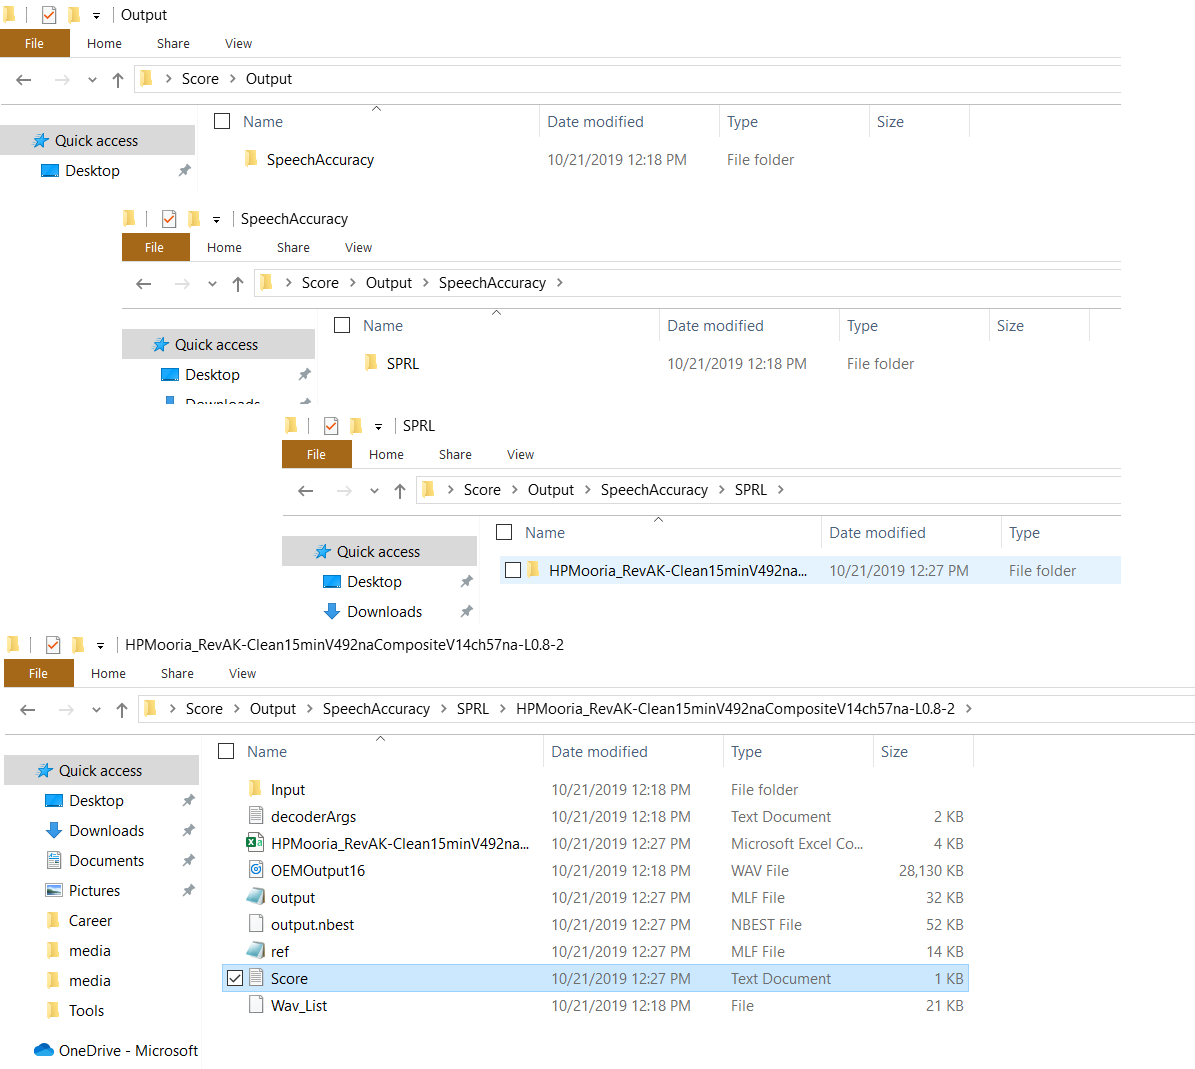 Output
File Home Share View
Score Output
Name Date modified Type Size
Quick access
SpeechAccuracy 10/21/2019 12:18 PM File folder
Desktop
SpeechAccuracy
File Home Share View
Score Output SpeechAccuracy
Name Date modified Type Size
Quick access
SPRL 10/21/2019 12:18 PM File folder
Desktop
Downloads
SPRL
File Home Share View
Score Output SpeechAccuracy SPRL
Name Date modified Type
Quick access
HPMooria_RevAK-Clean15minV492na... 10/21/2019 12:27 PM File folder
Desktop
Downloads
HPMooria_RevAK-Clean15minV492naCompositeV14ch57na-L0.8-2
File Home Share View
Score Output SpeechAccuracy SPRL HPMooria_RevAK-Clean15minV492naCompositeV14ch57na-L0.8-2
Name Date modified Type Size
Quick access
Desktop
Downloads
Documents
Pictures
Career
media
media
Tools
OneDrive - Microsoft
Input 10/21/2019 12:18 PM File folder
decoderArgs 10/21/2019 12:18 PM Text Document 2 KB
HPMooria_RevAK-Clean15minV492na... 10/21/2019 12:27 PM Microsoft Excel Co... 4 KB
OEMOutput16 10/21/2019 12:18 PM WAV File 28,130 KB
output 10/21/2019 12:27 PM MLF File 32 KB
output.nbest 10/21/2019 12:27 PM NBEST File 52 KB
ref 10/21/2019 12:27 PM MLF File 14 KB
Score 10/21/2019 12:27 PM Text Document 1 KB
Wav_List 10/21/2019 12:18 PM File 21 KB